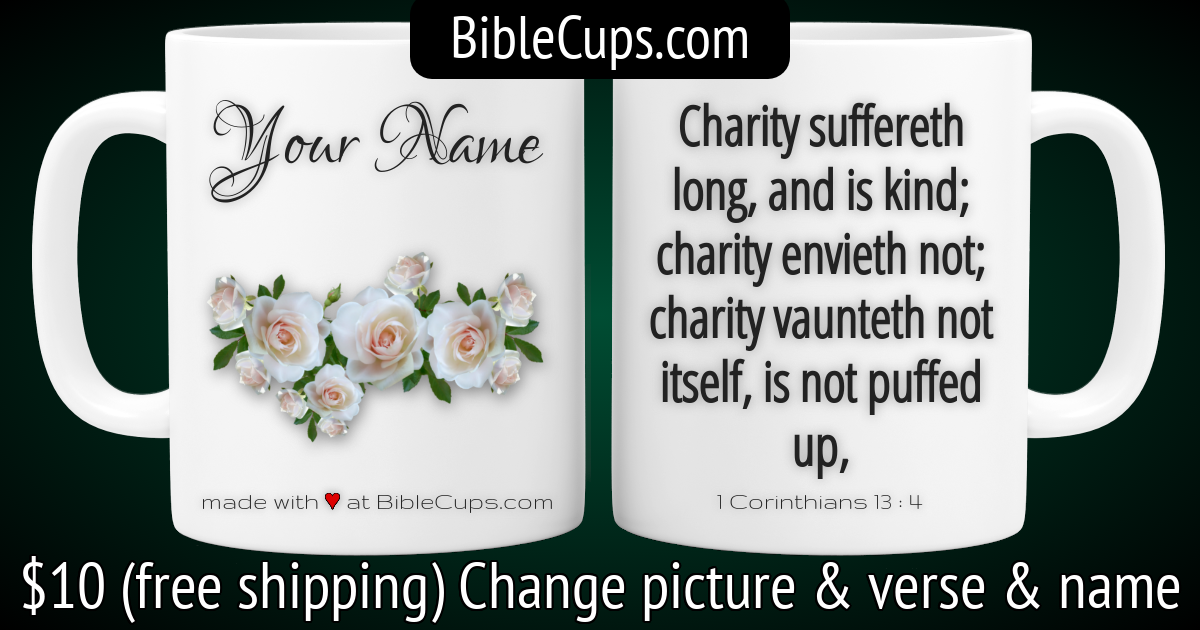 BibleCups.com
Your Name
made with ♥ at BibleCups.com
Charity suffereth
long, and is kind;
charity envieth not;
charity vaunteth not
itself, is not puffed
up,
1 Corinthians 13 : 4
$10 (free shipping) Change picture & verse & name